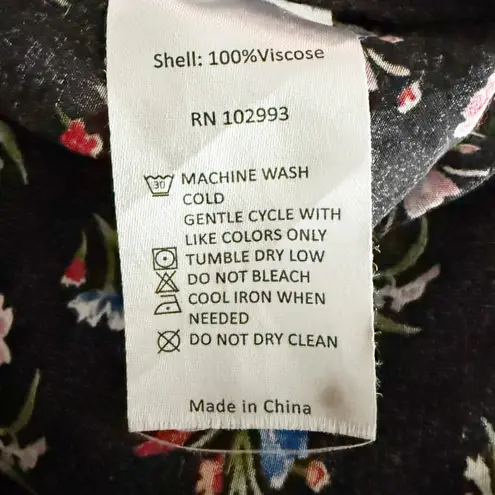 Shell: 100%Viscose
RN 102993
30 MACHINE WASH
COLD
GENTLE CYCLE WITH
LIKE COLORS ONLY
TUMBLE DRY LOW
DO NOT BLEACH
COOL IRON WHEN
NEEDED
DO NOT DRY CLEAN
Made in China